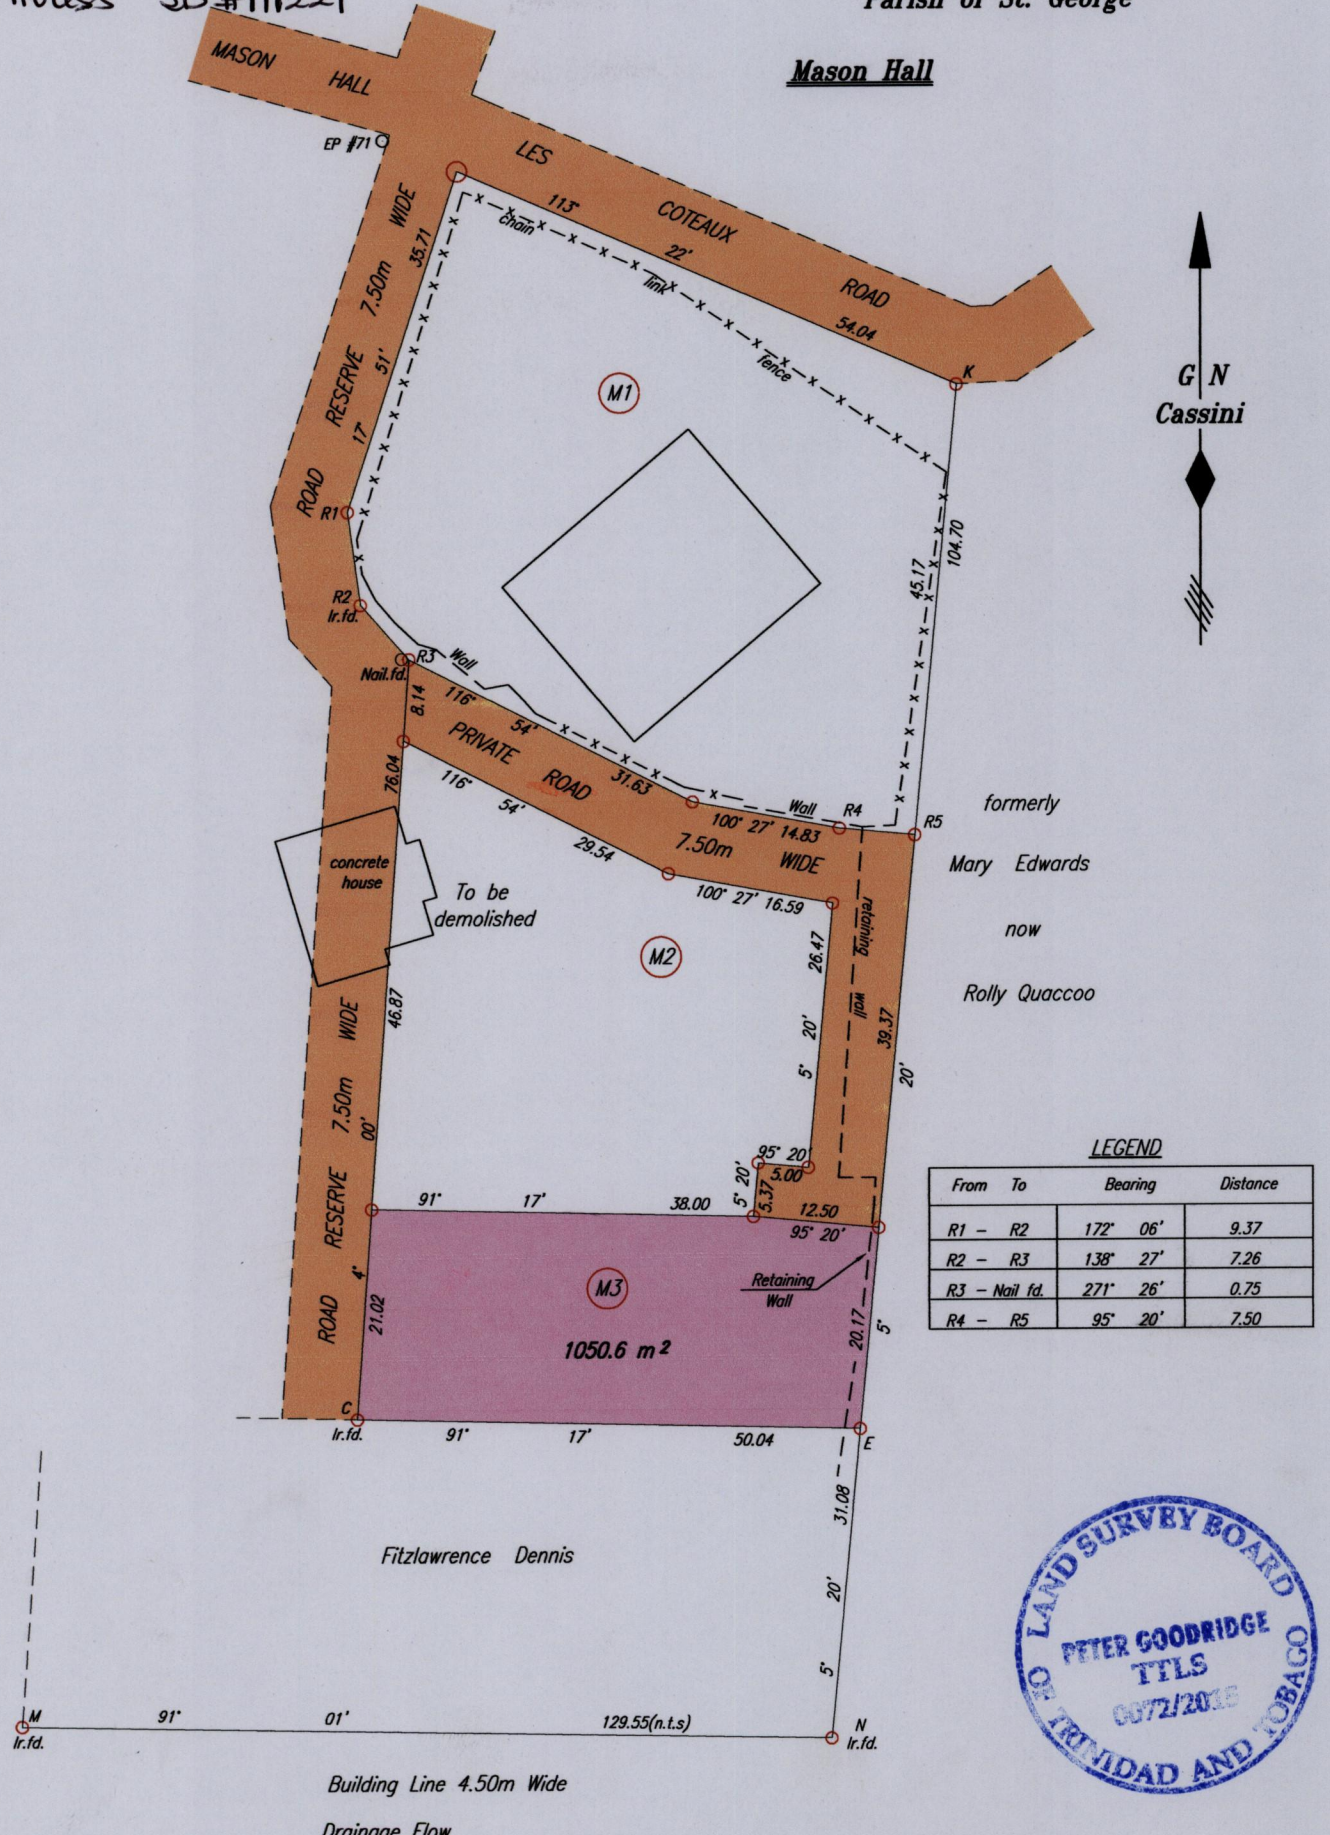 Parish of St. George
Mason Hall
MASON HALL
LES COTEAUX ROAD
EP #71
113° 22' 54.04
chain link fence
K
G N
Cassini
ROAD RESERVE 7.50m WIDE
17° 51' 35.71
M1
R1
R2
Ir.fd.
R3
Nail.fd.
Wall
45.17
104.70
8.14
116° 54' 31.63
PRIVATE ROAD 7.50m WIDE
116° 54' 29.54
100° 27' 14.83
Wall
R4
R5
100° 27' 16.59
76.04
concrete
house
To be
demolished
M2
formerly
Mary Edwards
now
Rolly Quaccoo
retaining wall
26.47
5° 20'
39.37
20'
46.87
00'
4°
ROAD RESERVE 7.50m WIDE
95° 20'
5.00
5° 20'
5.37
12.50
95° 20'
91° 17' 38.00
M3
1050.6 m²
Retaining
Wall
21.02
20.17
5°
C
Ir.fd.
91° 17' 50.04
E
LEGEND
From To Bearing Distance
R1 - R2 172° 06' 9.37
R2 - R3 138° 27' 7.26
R3 - Nail fd. 271° 26' 0.75
R4 - R5 95° 20' 7.50
Fitzlawrence Dennis
5° 20' 31.08
M
Ir.fd.
91° 01' 129.55(n.t.s)
N
Ir.fd.
LAND SURVEY BOARD
OF TRINIDAD AND TOBAGO
PETER GOODRIDGE
TTLS
Building Line 4.50m Wide
Drainage Flow